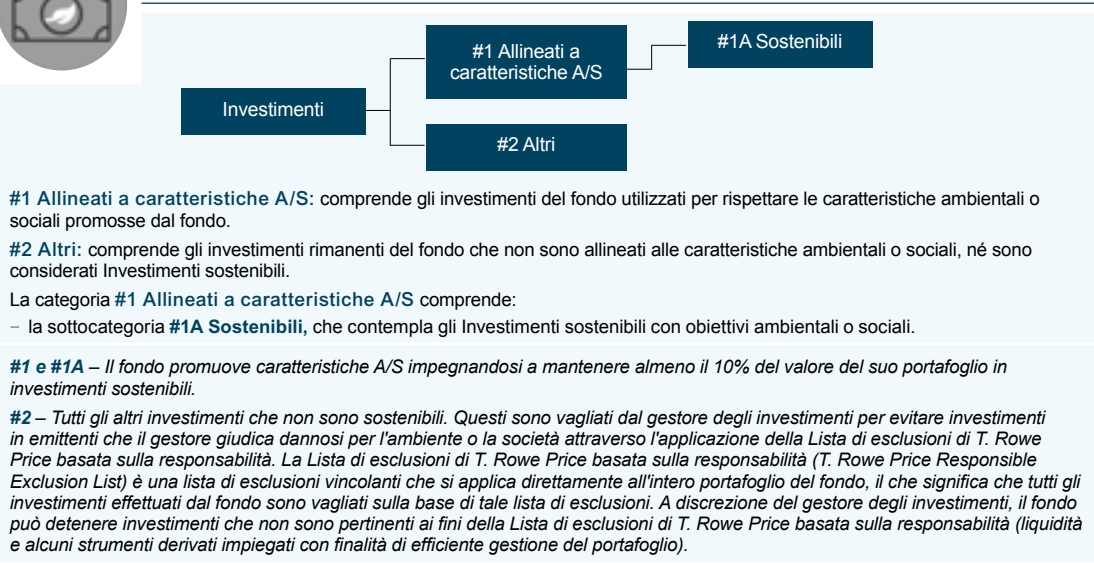 #1A Sostenibili
#1 Allineati a
caratteristiche A/S
Investimenti
#2 Altri
#1 Allineati a caratteristiche A/S: comprende gli investimenti del fondo utilizzati per rispettare le caratteristiche ambientali o
sociali promosse dal fondo.
#2 Altri: comprende gli investimenti rimanenti del fondo che non sono allineati alle caratteristiche ambientali o sociali, né sono
considerati Investimenti sostenibili.
La categoria #1 Allineati a caratteristiche A/S comprende:
– la sottocategoria #1A Sostenibili, che contempla gli Investimenti sostenibili con obiettivi ambientali o sociali.
#1 e #1A – Il fondo promuove caratteristiche A/S impegnandosi a mantenere almeno il 10% del valore del suo portafoglio in
investimenti sostenibili.
#2 – Tutti gli altri investimenti che non sono sostenibili. Questi sono vagliati dal gestore degli investimenti per evitare investimenti
in emittenti che il gestore giudica dannosi per l'ambiente o la società attraverso l'applicazione della Lista di esclusioni di T. Rowe
Price basata sulla responsabilità. La Lista di esclusioni di T. Rowe Price basata sulla responsabilità (T. Rowe Price Responsible
Exclusion List) è una lista di esclusioni vincolanti che si applica direttamente all'intero portafoglio del fondo, il che significa che tutti gli
investimenti effettuati dal fondo sono vagliati sulla base di tale lista di esclusioni. A discrezione del gestore degli investimenti, il fondo
può detenere investimenti che non sono pertinenti ai fini della Lista di esclusioni di T. Rowe Price basata sulla responsabilità (liquidità
e alcuni strumenti derivati impiegati con finalità di efficiente gestione del portafoglio).